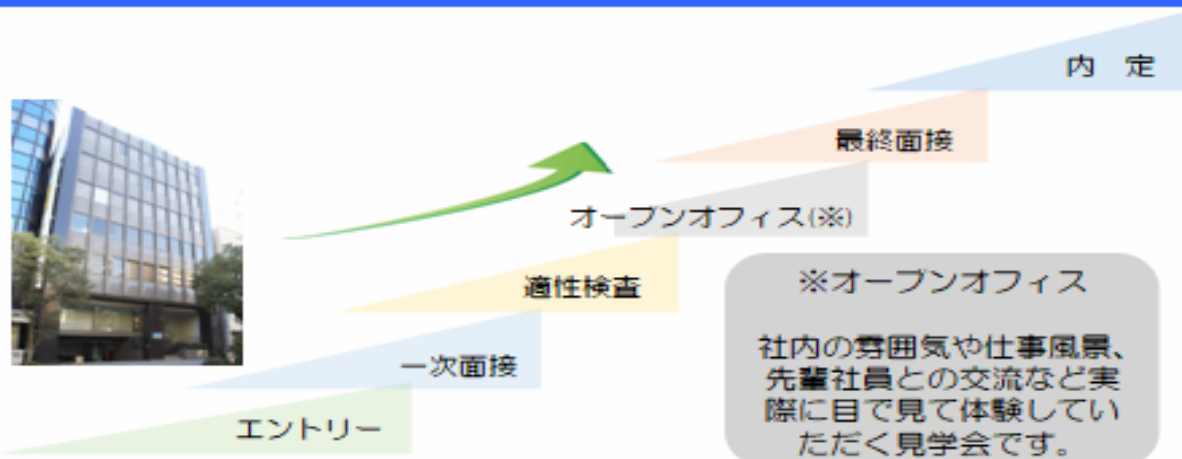 内　定
最終面接
オープンオフィス(※)
適性検査
一次面接
エントリー
※オープンオフィス
社内の雰囲気や仕事風景、
先輩社員との交流など実
際に目で見て体験してい
ただく見学会です。